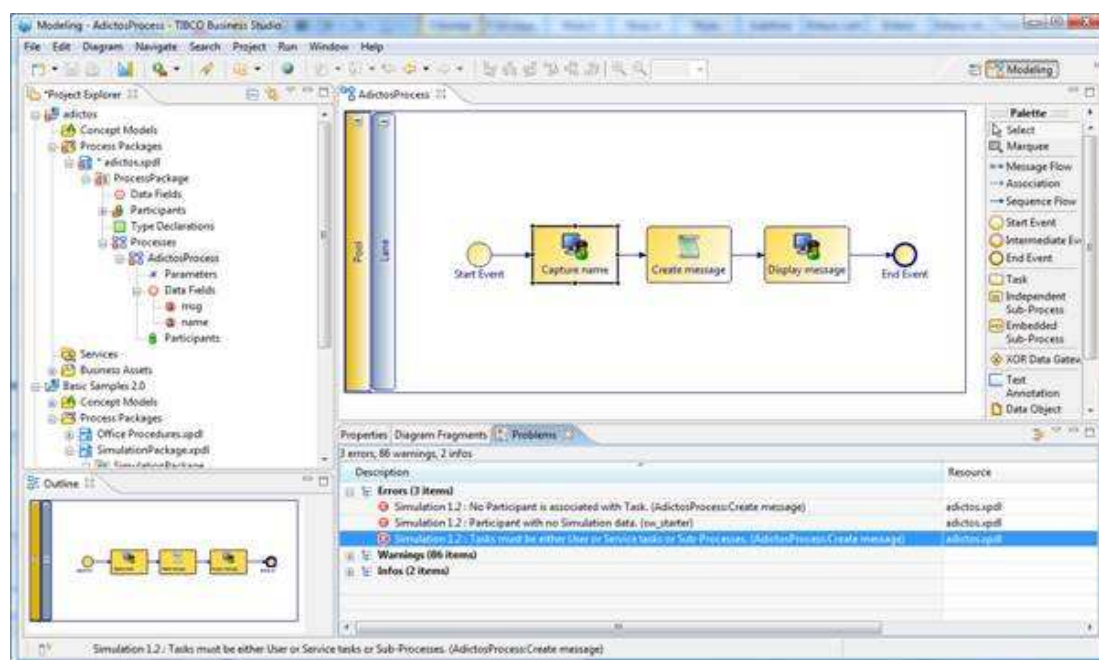 Modeling - AdictosProcess - TIBCO Business Studio
File Edit Diagram Navigate Search Project Run Window Help
Modeling
*Project Explorer
adictos
Concept Models
Process Packages
* adictos.xpdl
ProcessPackage
Data Fields
Participants
Type Declarations
Processes
AdictosProcess
Parameters
Data Fields
msg
name
Participants
Services
Business Assets
Basic Samples 2.0
Concept Models
Process Packages
Office Procedures.xpdl
SimulationPackage.xpdl
SimulationPackage
Outline
AdictosProcess
Pool
Lane
Start Event
Capture name
Create message
Display message
End Event
Palette
Select
Marquee
Message Flow
Association
Sequence Flow
Start Event
Intermediate Eve
End Event
Task
Independent
Sub-Process
Embedded
Sub-Process
XOR Data Gatew
Text
Annotation
Data Object
Properties Diagram Fragments Problems
3 errors, 86 warnings, 2 infos
Description Resource
Errors (3 items)
Simulation 1.2 : No Participant is associated with Task. (AdictosProcess:Create message) adictos.xpdl
Simulation 1.2 : Participant with no Simulation data. (sw_starter) adictos.xpdl
Simulation 1.2 : Tasks must be either User or Service tasks or Sub-Processes. (AdictosProcess:Create message) adictos.xpdl
Warnings (86 items)
Infos (2 items)
Simulation 1.2 : Tasks must be either User or Service tasks or Sub-Processes. (AdictosProcess:Create message)